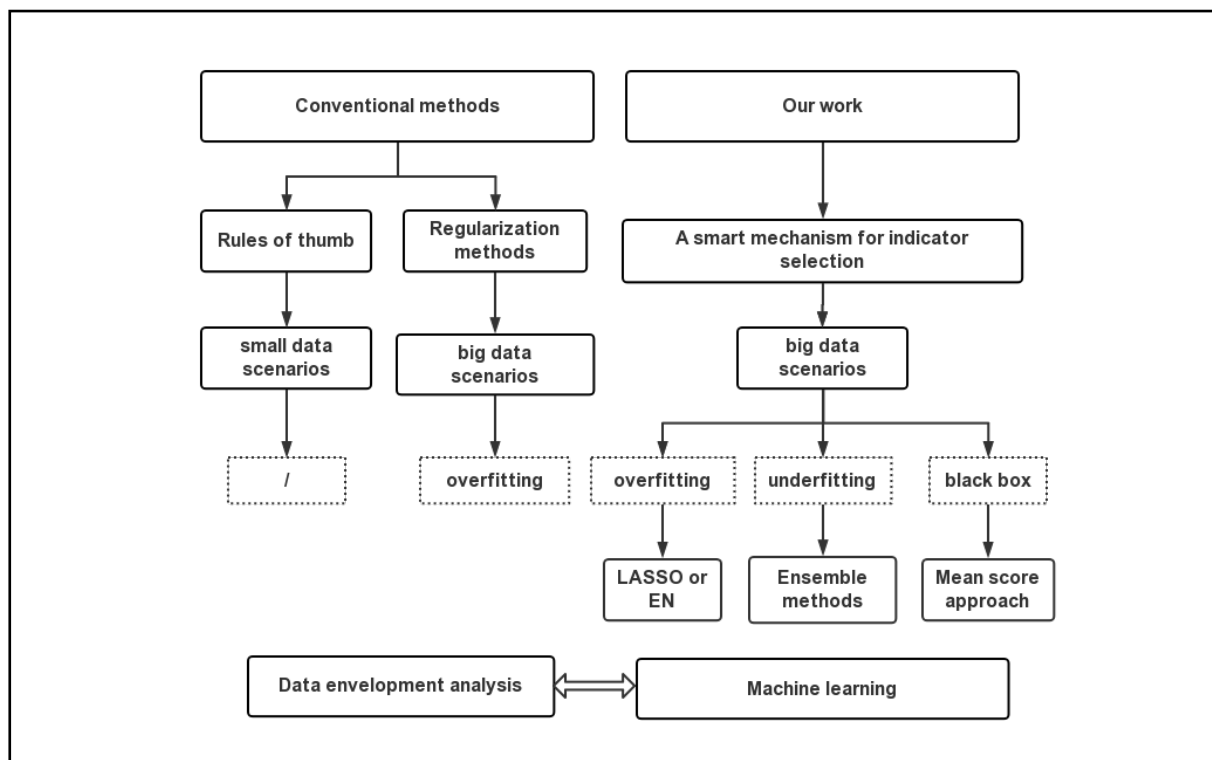 Conventional methods
Our work
Rules of thumb
Regularization
methods
A smart mechanism for indicator
selection
small data
scenarios
big data
scenarios
big data
scenarios
/
overfitting
overfitting
underfitting
black box
LASSO or
EN
Ensemble
methods
Mean score
approach
Data envelopment analysis
Machine learning